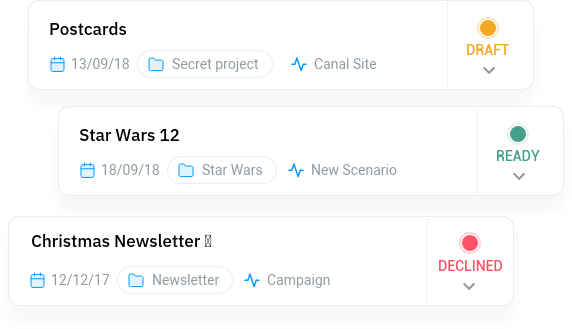 Postcards
DRAFT
13/09/18 Secret project Canal Site
Star Wars 12
READY
18/09/18 Star Wars New Scenario
Christmas Newsletter
DECLINED
12/12/17 Newsletter Campaign